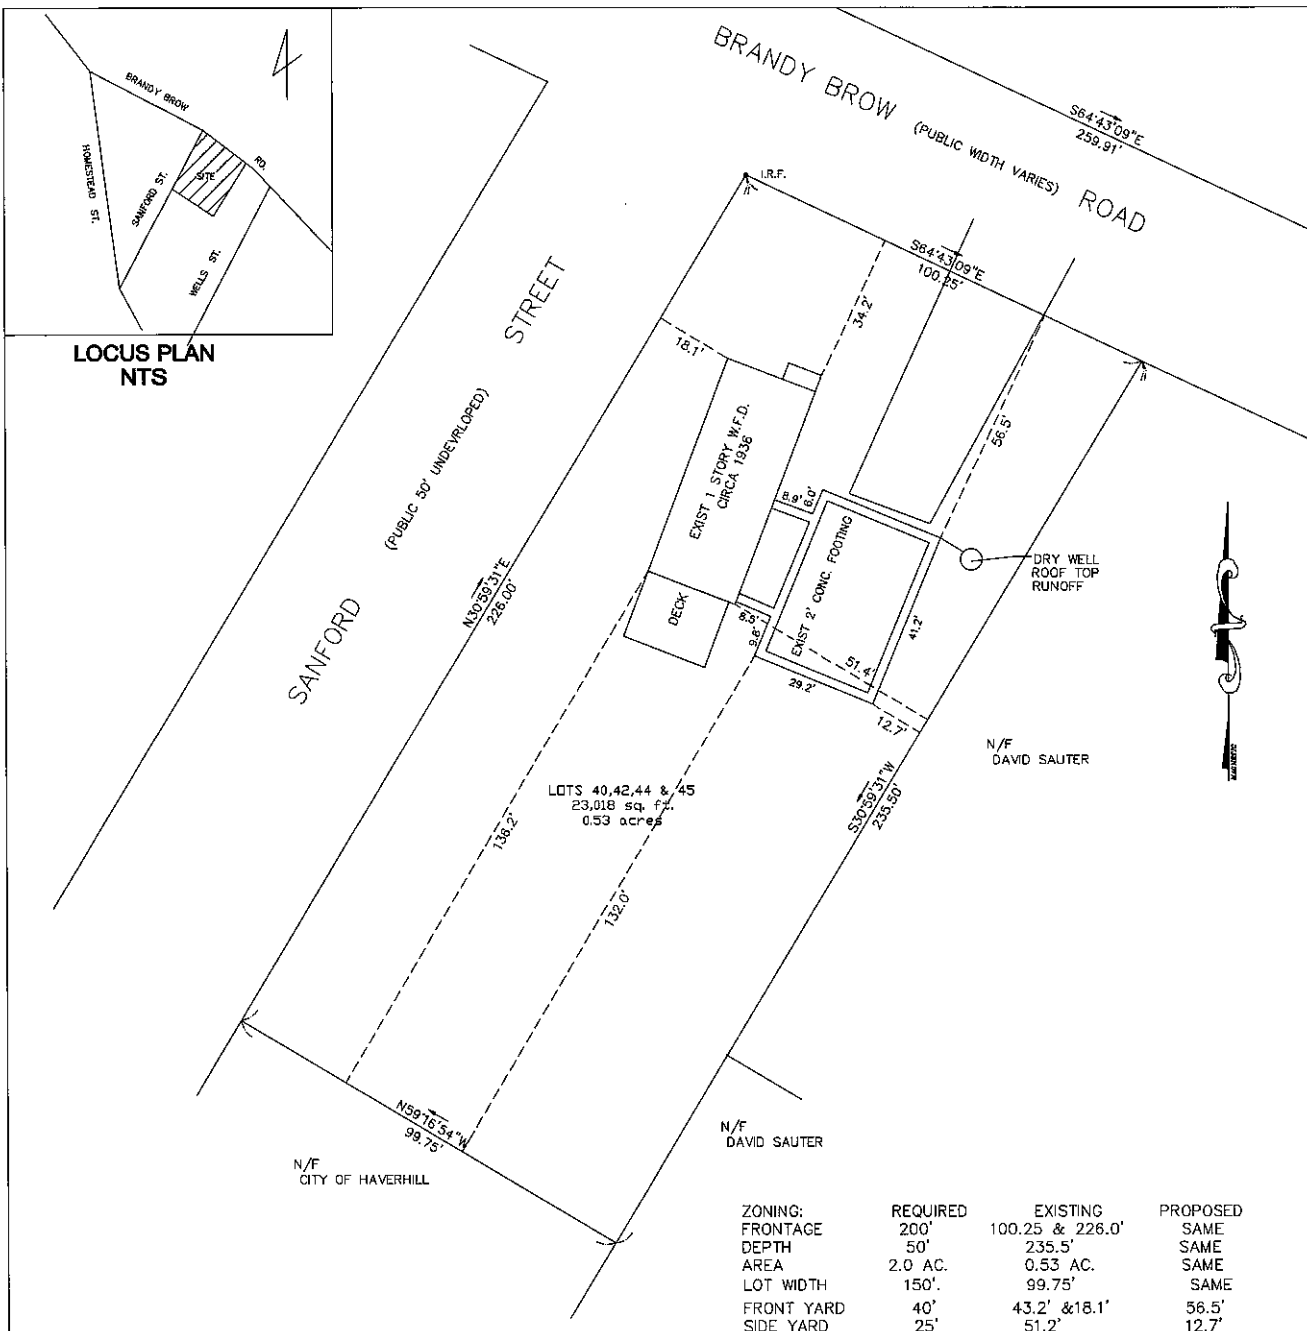 BRANDY BROW
RD.
HOMESTEAD ST.
SANFORD ST.
SITE
WELLS ST.
LOCUS PLAN
NTS
BRANDY BROW (PUBLIC WIDTH VARIES) ROAD
S64°43'09"E
259.91'
I.R.F.
S64°43'09"E
100.25'
SANFORD (PUBLIC 50' UNDEVRLOPED) STREET
N30°59'31"E
226.00'
18.1'
34.2'
56.5'
EXIST 1 STORY W.F.D.
CIRCA 1936
8.9'
6.0'
EXIST 2' CONC. FOOTING
DRY WELL
ROOF TOP
RUNOFF
DECK
8.5'
9.8'
41.2'
51.4'
29.2'
12.7'
N/F
DAVID SAUTER
LOTS 40,42,44 & 45
23,018 sq. ft.
0.53 acres
S30°59'31"W
235.50'
136.2'
132.0'
N59°16'54"W
99.75'
N/F
CITY OF HAVERHILL
N/F
DAVID SAUTER
ZONING: REQUIRED EXISTING PROPOSED
FRONTAGE 200' 100.25 & 226.0' SAME
DEPTH 50' 235.5' SAME
AREA 2.0 AC. 0.53 AC. SAME
LOT WIDTH 150'. 99.75' SAME
FRONT YARD 40' 43.2' &18.1' 56.5'
SIDE YARD 25' 51.2' 12.7'